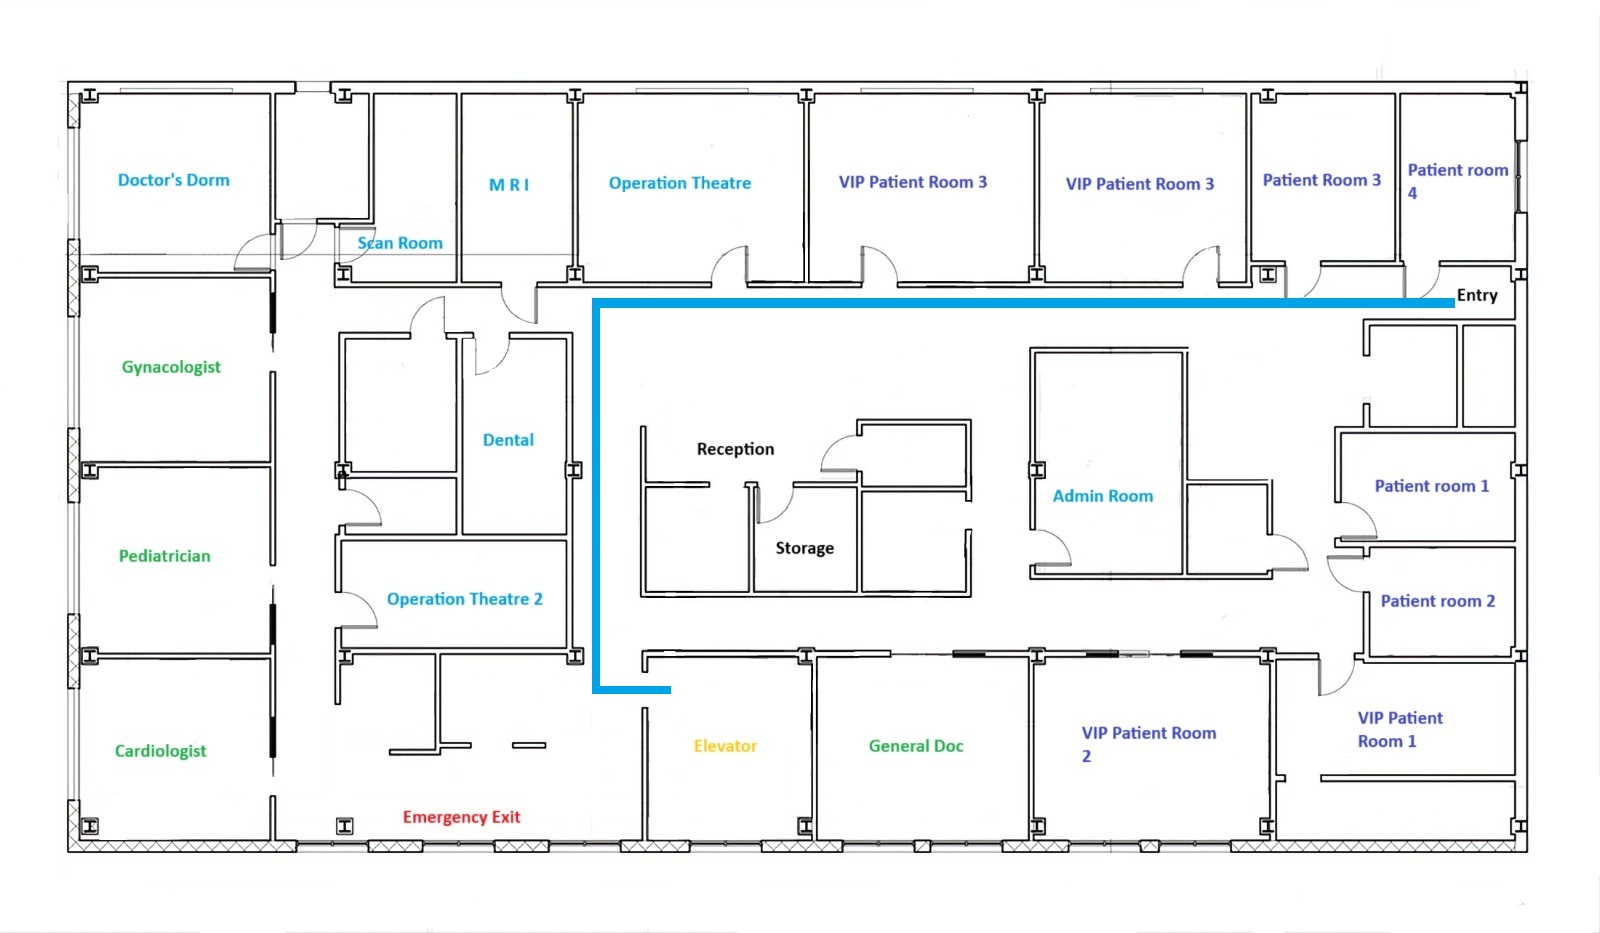 Doctor's Dorm
M R I
Operation Theatre
VIP Patient Room 3
VIP Patient Room 3
Patient Room 3
Patient room
4
Scan Room
Entry
Gynacologist
Dental
Reception
Admin Room
Patient room 1
Pediatrician
Storage
Operation Theatre 2
Patient room 2
Cardiologist
Elevator
General Doc
VIP Patient Room
2
VIP Patient
Room 1
Emergency Exit